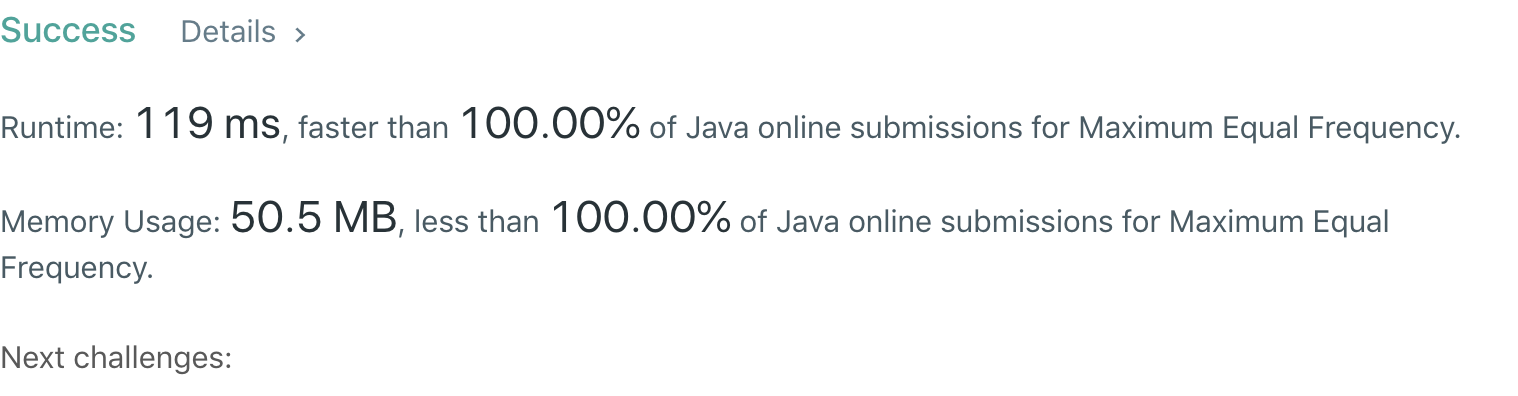 Success Details >
Runtime: 119 ms, faster than 100.00% of Java online submissions for Maximum Equal Frequency.
Memory Usage: 50.5 MB, less than 100.00% of Java online submissions for Maximum Equal
Frequency.
Next challenges: